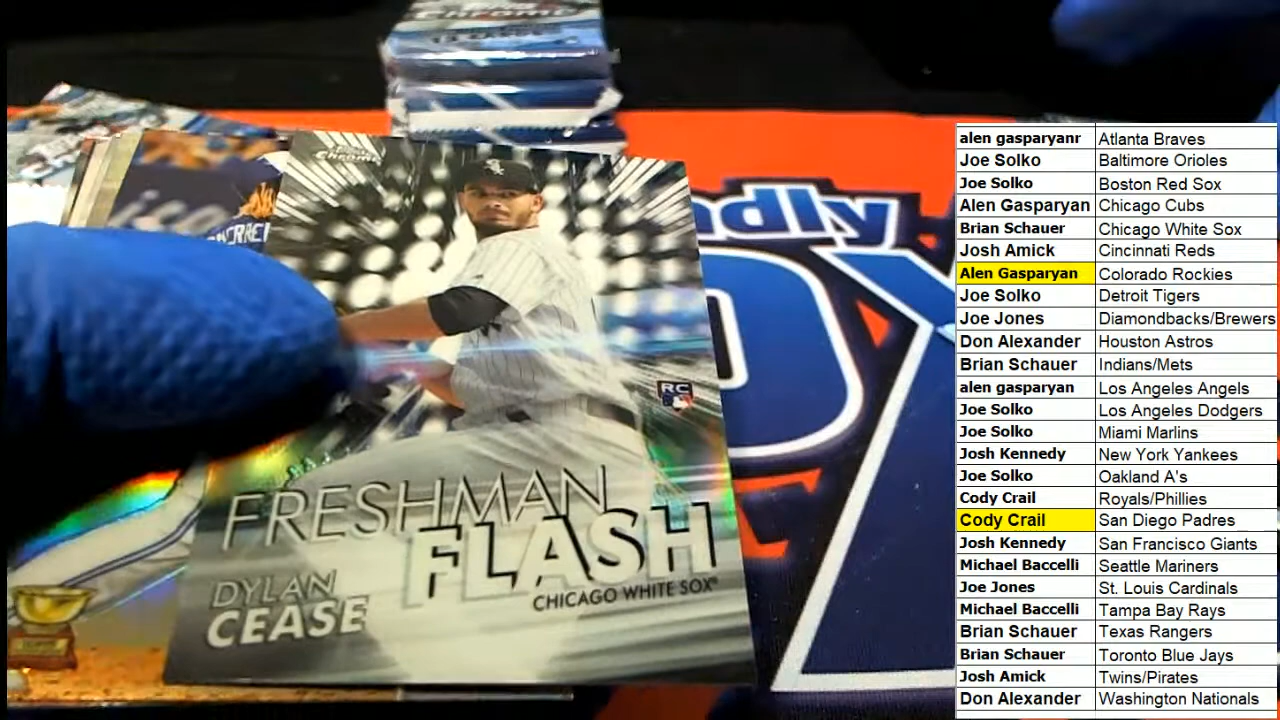 Topps
Chrome
RC
FRESHMAN
FLASH
DYLAN
CEASE
CHICAGO WHITE SOX
dly
alen gasparyanr Atlanta Braves
Joe Solko Baltimore Orioles
Joe Solko Boston Red Sox
Alen Gasparyan Chicago Cubs
Brian Schauer Chicago White Sox
Josh Amick Cincinnati Reds
Alen Gasparyan Colorado Rockies
Joe Solko Detroit Tigers
Joe Jones Diamondbacks/Brewers
Don Alexander Houston Astros
Brian Schauer Indians/Mets
alen gasparyan Los Angeles Angels
Joe Solko Los Angeles Dodgers
Joe Solko Miami Marlins
Josh Kennedy New York Yankees
Joe Solko Oakland A's
Cody Crail Royals/Phillies
Cody Crail San Diego Padres
Josh Kennedy San Francisco Giants
Michael Baccelli Seattle Mariners
Joe Jones St. Louis Cardinals
Michael Baccelli Tampa Bay Rays
Brian Schauer Texas Rangers
Brian Schauer Toronto Blue Jays
Josh Amick Twins/Pirates
Don Alexander Washington Nationals